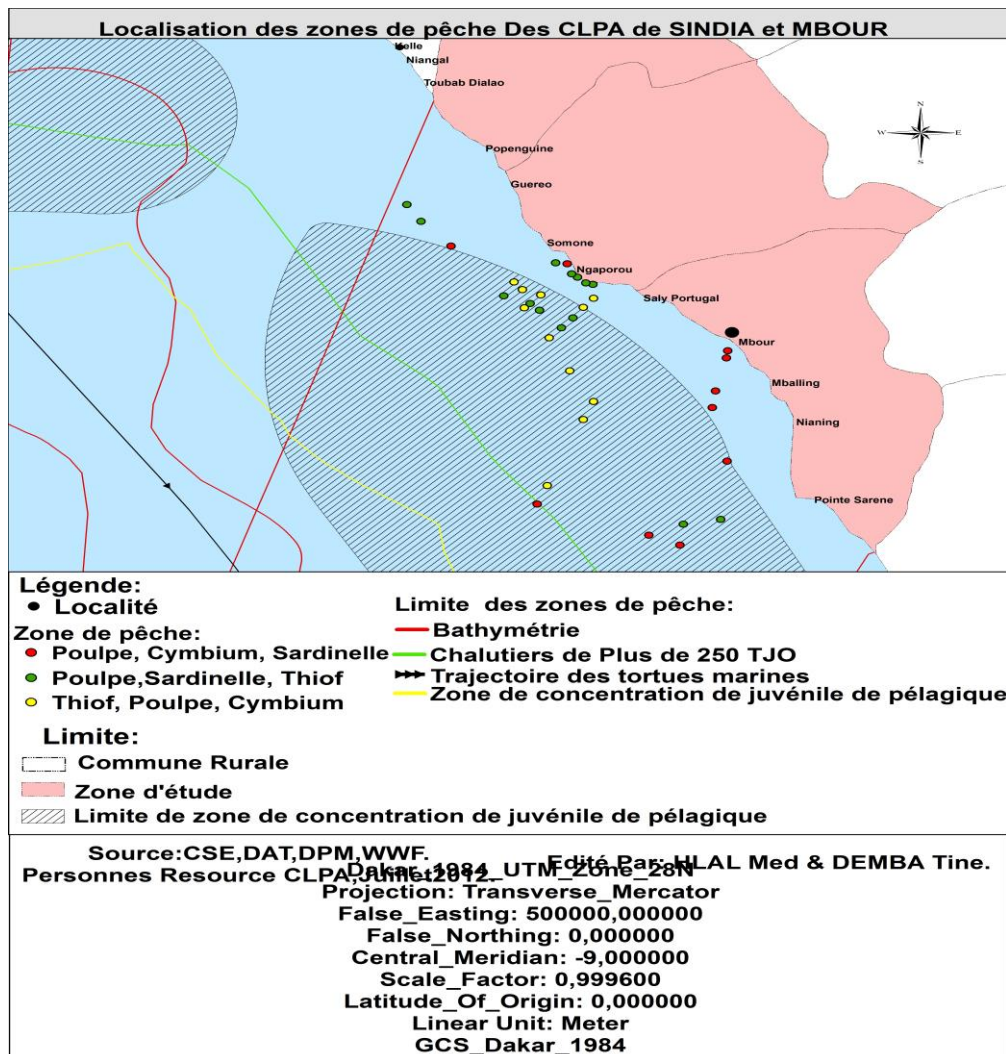 Localisation des zones de pêche Des CLPA de SINDIA et MBOUR
Kelle
Niangal
Toubab Dialao
N
W E
S
Popenguine
Guereo
Somone
Ngaporou
Saly Portugal
Mbour
Mballing
Nianing
Pointe Sarene
Légende:
Localité
Zone de pêche:
Poulpe, Cymbium, Sardinelle
Poulpe,Sardinelle, Thiof
Thiof, Poulpe, Cymbium
Limite des zones de pêche:
Bathymétrie
Chalutiers de Plus de 250 TJO
Trajectoire des tortues marines
Zone de concentration de juvénile de pélagique
Limite:
Commune Rurale
Zone d'étude
Limite de zone de concentration de juvénile de pélagique
Source:CSE,DAT,DPM,WWF.
Personnes Resource CLPA,Juillet2012.
Edité Par: HLAL Med & DEMBA Tine.
Dakar_1984_UTM_Zone_28N
Projection: Transverse_Mercator
False_Easting: 500000,000000
False_Northing: 0,000000
Central_Meridian: -9,000000
Scale_Factor: 0,999600
Latitude_Of_Origin: 0,000000
Linear Unit: Meter
GCS_Dakar_1984